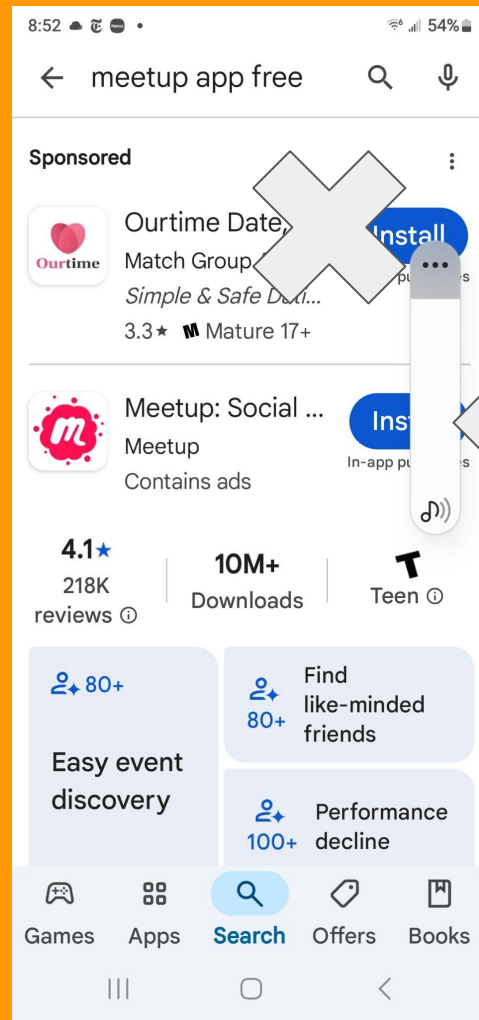 8:52
54%
meetup app free
Sponsored
Ourtime
Ourtime Date,
Install
Match Group,
Simple & Safe
3.3★ M Mature 17+
m
Meetup: Social ...
Meetup
Contains ads
In-app
4.1★
218K
reviews
10M+
Downloads
T
Teen
80+
Easy event
discovery
80+
Find
like-minded
friends
100+
Performance
decline
Games
Apps
Search
Offers
Books